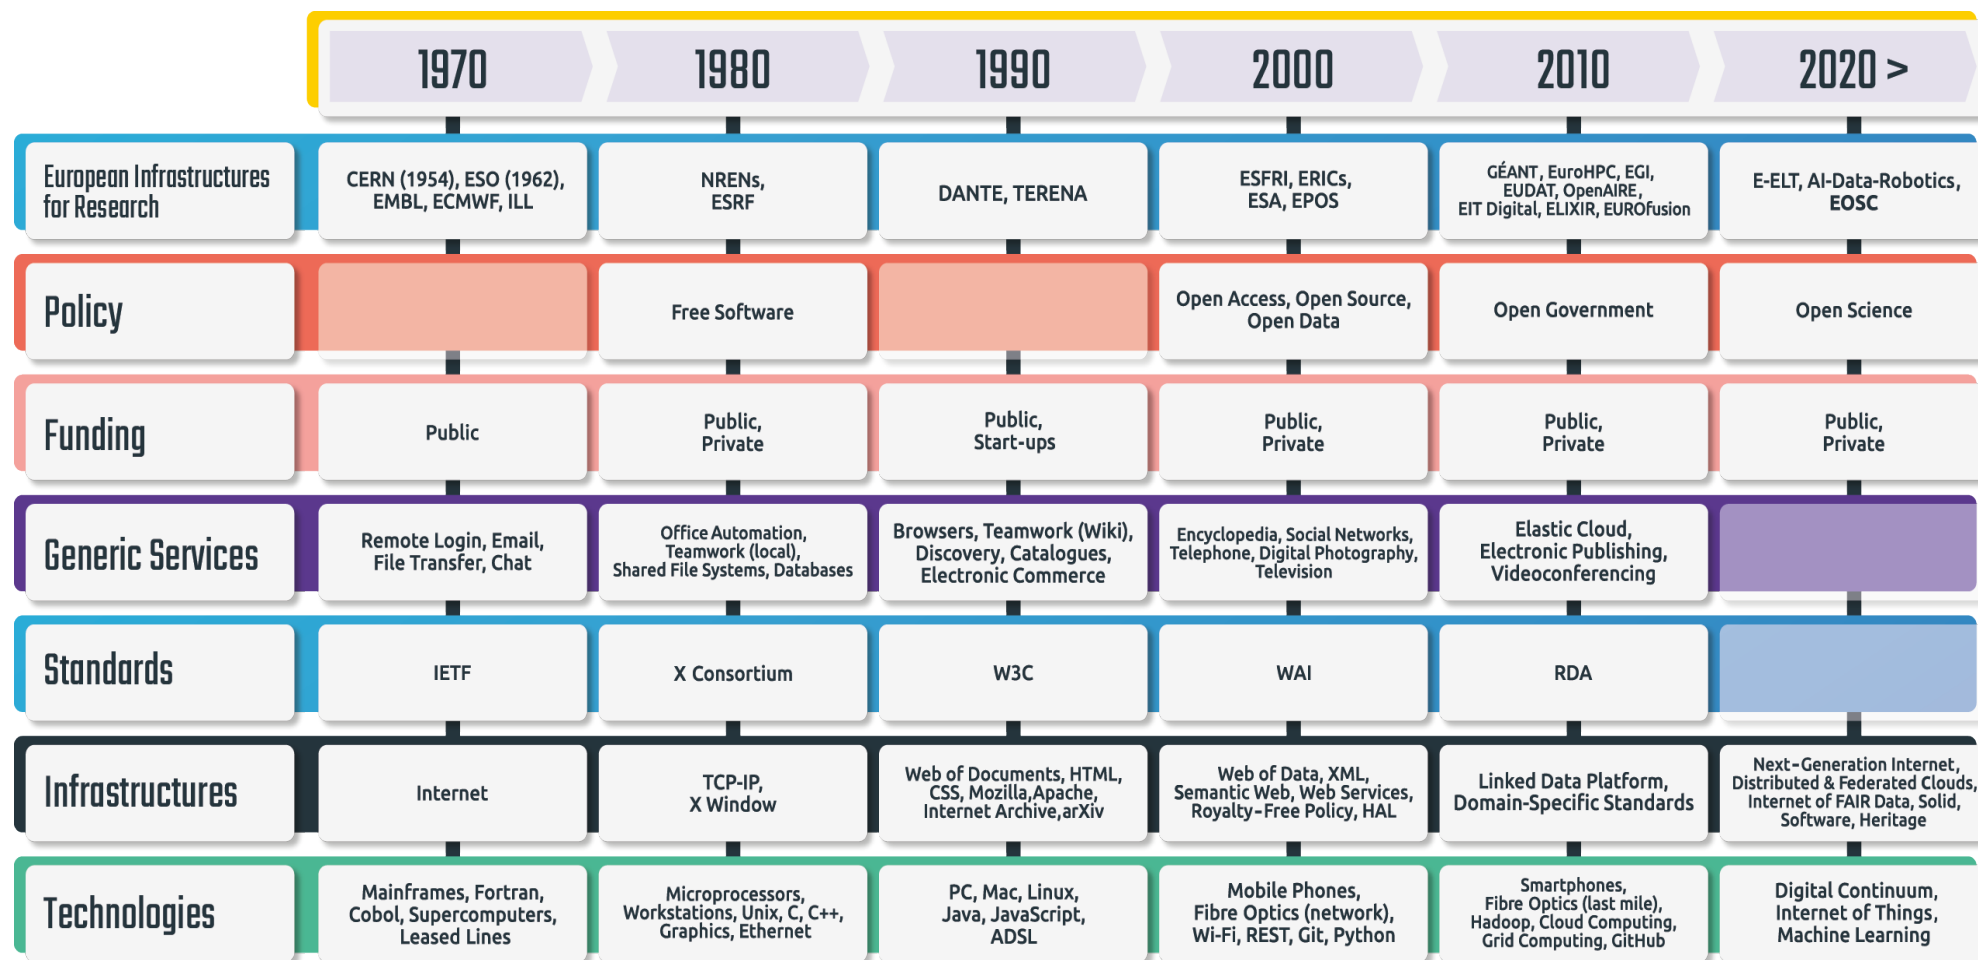 1970
1980
1990
2000
2010
2020 >
European Infrastructures
for Research
CERN (1954), ESO (1962),
EMBL, ECMWF, ILL
NRENs,
ESRF
DANTE, TERENA
ESFRI, ERICs,
ESA, EPOS
GÉANT, EuroHPC, EGI,
EUDAT, OpenAIRE,
EIT Digital, ELIXIR, EUROfusion
E-ELT, AI-Data-Robotics,
EOSC
Policy
Free Software
Open Access, Open Source,
Open Data
Open Government
Open Science
Funding
Public
Public,
Private
Public,
Start-ups
Public,
Private
Public,
Private
Public,
Private
Generic Services
Remote Login, Email,
File Transfer, Chat
Office Automation,
Teamwork (local),
Shared File Systems, Databases
Browsers, Teamwork (Wiki),
Discovery, Catalogues,
Electronic Commerce
Encyclopedia, Social Networks,
Telephone, Digital Photography,
Television
Elastic Cloud,
Electronic Publishing,
Videoconferencing
Standards
IETF
X Consortium
W3C
WAI
RDA
Infrastructures
Internet
TCP-IP,
X Window
Web of Documents, HTML,
CSS, Mozilla,Apache,
Internet Archive,arXiv
Web of Data, XML,
Semantic Web, Web Services,
Royalty-Free Policy, HAL
Linked Data Platform,
Domain-Specific Standards
Next-Generation Internet,
Distributed & Federated Clouds,
Internet of FAIR Data, Solid,
Software, Heritage
Technologies
Mainframes, Fortran,
Cobol, Supercomputers,
Leased Lines
Microprocessors,
Workstations, Unix, C, C++,
Graphics, Ethernet
PC, Mac, Linux,
Java, JavaScript,
ADSL
Mobile Phones,
Fibre Optics (network),
Wi-Fi, REST, Git, Python
Smartphones,
Fibre Optics (last mile),
Hadoop, Cloud Computing,
Grid Computing, GitHub
Digital Continuum,
Internet of Things,
Machine Learning